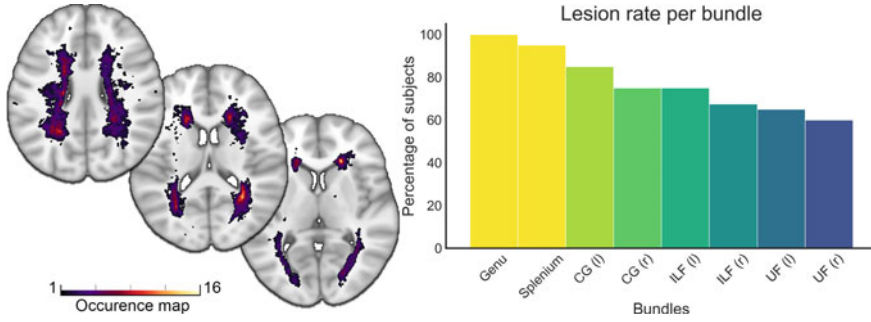 1 16
Occurence map
Lesion rate per bundle
Percentage of subjects
100
80
60
40
20
0
Genu
Splenium
CG (l)
CG (r)
ILF (l)
ILF (r)
UF (l)
UF (r)
Bundles